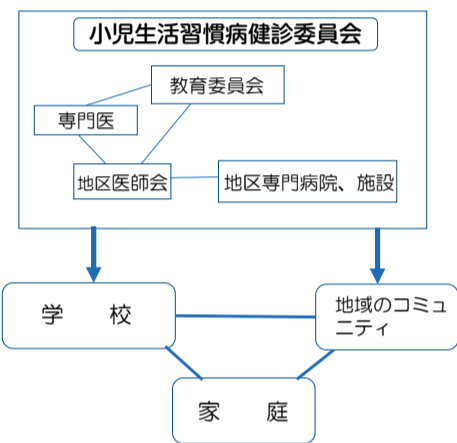 小児生活習慣病健診委員会
教育委員会
専門医
地区医師会
地区専門病院、施設
学　校
地域のコミュ
ニティ
家　庭